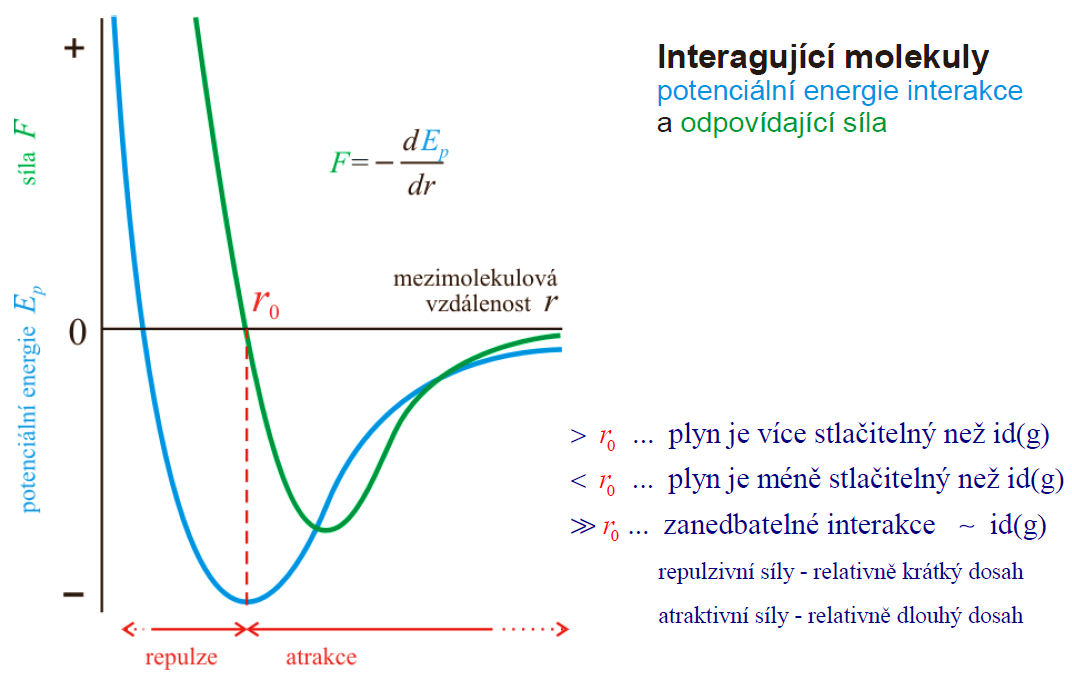 +
síla F
potenciální energie Ep
0
−
F = − dEp
dr
r0
mezimolekulová
vzdálenost r
repulze
atrakce
Interagující molekuly
potenciální energie interakce
a odpovídající síla
> r0 ... plyn je více stlačitelný než id(g)
< r0 ... plyn je méně stlačitelný než id(g)
≫ r0 ... zanedbatelné interakce ~ id(g)
repulzivní síly - relativně krátký dosah
atraktivní síly - relativně dlouhý dosah